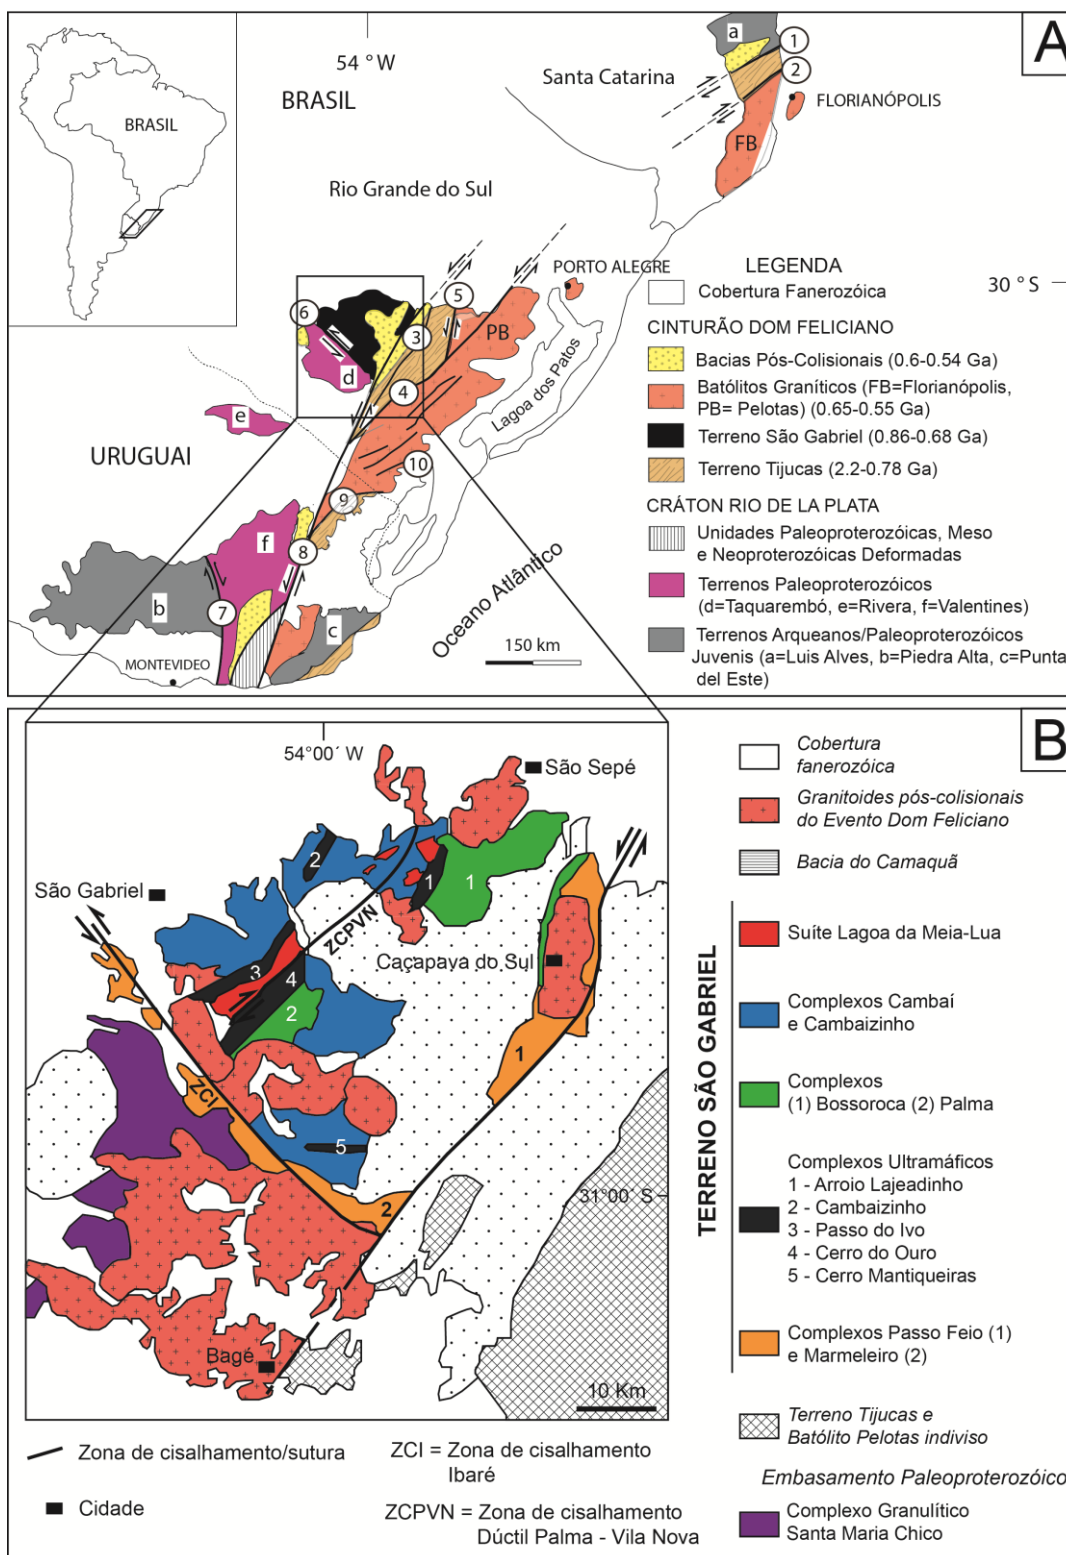 A
54 ° W
BRASIL
BRASIL
Santa Catarina
a
1
2
FLORIANÓPOLIS
FB
Rio Grande do Sul
PORTO ALEGRE
30 ° S
6
5
3
PB
d
4
e
Lagoa dos Patos
URUGUAI
10
9
f
8
b
7
c
MONTEVIDEO
Oceano Atlântico
150 km
LEGENDA
Cobertura Fanerozóica
CINTURÃO DOM FELICIANO
Bacias Pós-Colisionais (0.6-0.54 Ga)
Batólitos Graníticos (FB=Florianópolis,
PB= Pelotas) (0.65-0.55 Ga)
Terreno São Gabriel (0.86-0.68 Ga)
Terreno Tijucas (2.2-0.78 Ga)
CRÁTON RIO DE LA PLATA
Unidades Paleoproterozóicas, Meso
e Neoproterozóicas Deformadas
Terrenos Paleoproterozóicos
(d=Taquarembó, e=Rivera, f=Valentines)
Terrenos Arqueanos/Paleoproterozóicos
Juvenis (a=Luis Alves, b=Piedra Alta, c=Punta
del Este)
B
54°00´ W
São Sepé
2
São Gabriel
1
1
ZCPVN
Caçapava do Sul
3
4
2
1
ZCI
5
31°00´ S
2
Bagé
10 Km
Cobertura
fanerozóica
Granitoides pós-colisionais
do Evento Dom Feliciano
Bacia do Camaquã
TERRENO SÃO GABRIEL
Suíte Lagoa da Meia-Lua
Complexos Cambaí
e Cambaizinho
Complexos
(1) Bossoroca (2) Palma
Complexos Ultramáficos
1 - Arroio Lajeadinho
2 - Cambaizinho
3 - Passo do Ivo
4 - Cerro do Ouro
5 - Cerro Mantiqueiras
Complexos Passo Feio (1)
e Marmeleiro (2)
Terreno Tijucas e
Batólito Pelotas indiviso
Embasamento Paleoproterozóico
Complexo Granulítico
Santa Maria Chico
Zona de cisalhamento/sutura
Cidade
ZCI = Zona de cisalhamento
Ibaré
ZCPVN = Zona de cisalhamento
Dúctil Palma - Vila Nova